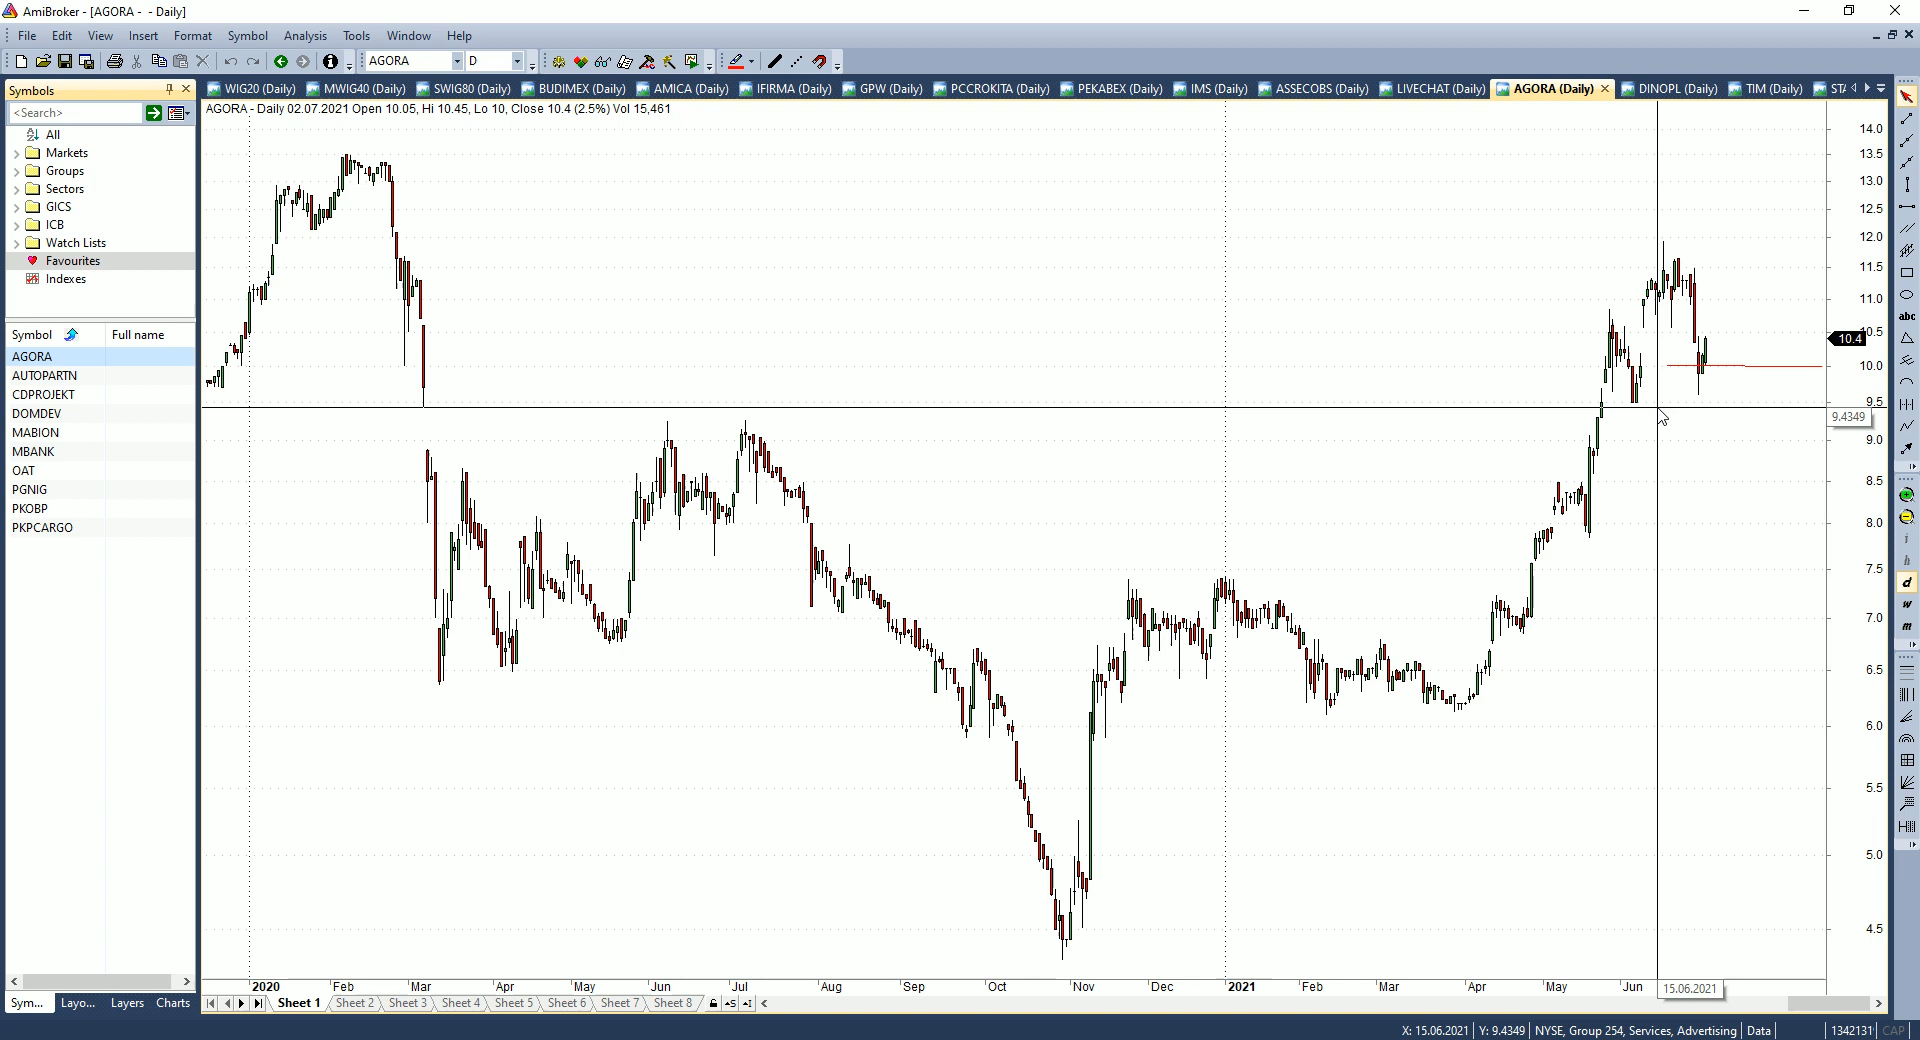 AmiBroker - [AGORA -  - Daily]
File Edit View Insert Format Symbol Analysis Tools Window Help
AGORA D
Symbols
WIG20 (Daily) MWIG40 (Daily) SWIG80 (Daily) BUDIMEX (Daily) AMICA (Daily) IFIRMA (Daily) GPW (Daily) PCCROKITA (Daily) PEKABEX (Daily) IMS (Daily) ASSECOBS (Daily) LIVECHAT (Daily) AGORA (Daily) DINOPL (Daily) TIM (Daily) STA
<Search>
AGORA - Daily 02.07.2021 Open 10.05, Hi 10.45, Lo 10, Close 10.4 (2.5%) Vol 15,461
All
Markets
Groups
Sectors
GICS
ICB
Watch Lists
Favourites
Indexes
Symbol Full name
AGORA
AUTOPARTN
CDPROJEKT
DOMDEV
MABION
MBANK
OAT
PGNIG
PKOBP
PKPCARGO
14.0
13.5
13.0
12.5
12.0
11.5
11.0
10.5
10.4
10.0
9.5
9.4349
9.0
8.5
8.0
7.5
7.0
6.5
6.0
5.5
5.0
4.5
abc
i
h
d
w
m
2020 Feb Mar Apr May Jun Jul Aug Sep Oct Nov Dec 2021 Feb Mar Apr May Jun 15.06.2021
Sym... Layo... Layers Charts
Sheet 1 Sheet 2 Sheet 3 Sheet 4 Sheet 5 Sheet 6 Sheet 7 Sheet 8
X: 15.06.2021 Y: 9.4349 NYSE, Group 254, Services, Advertising Data 1342131 CAP